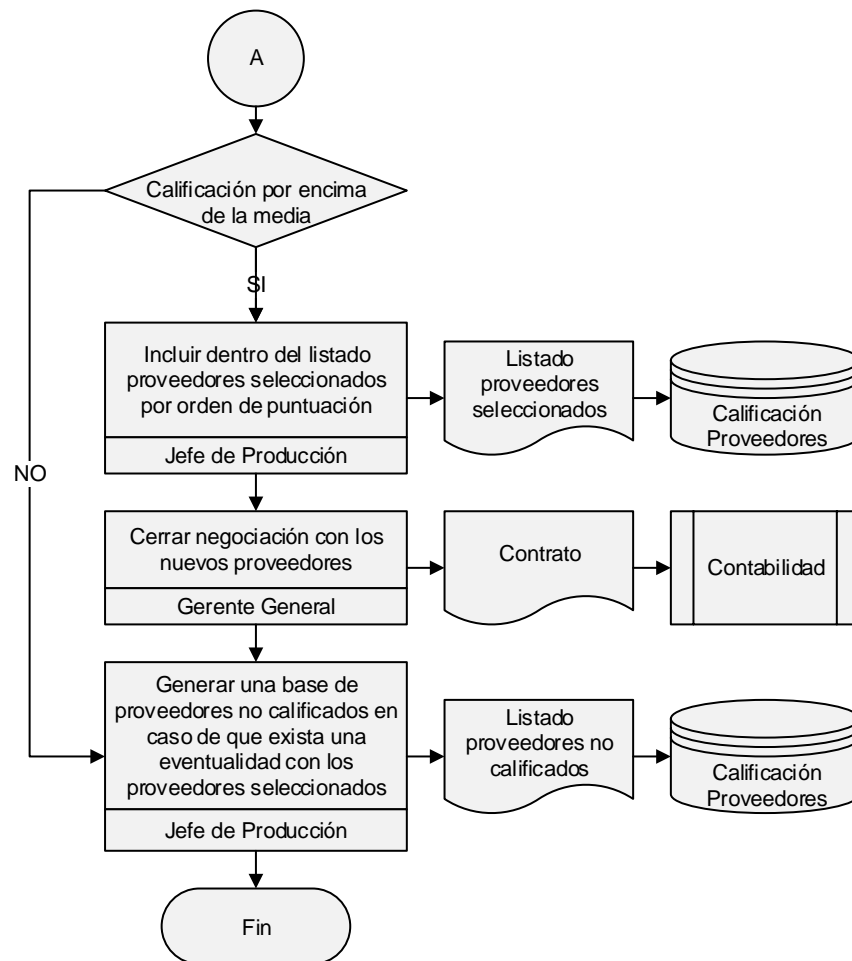 A
Calificación por encima
de la media
SI
Incluir dentro del listado
proveedores seleccionados
por orden de puntuación
Jefe de Producción
Listado
proveedores
seleccionados
Calificación
Proveedores
NO
Cerrar negociación con los
nuevos proveedores
Gerente General
Contrato
Contabilidad
Generar una base de
proveedores no calificados en
caso de que exista una
eventualidad con los
proveedores seleccionados
Jefe de Producción
Listado
proveedores no
calificados
Calificación
Proveedores
Fin